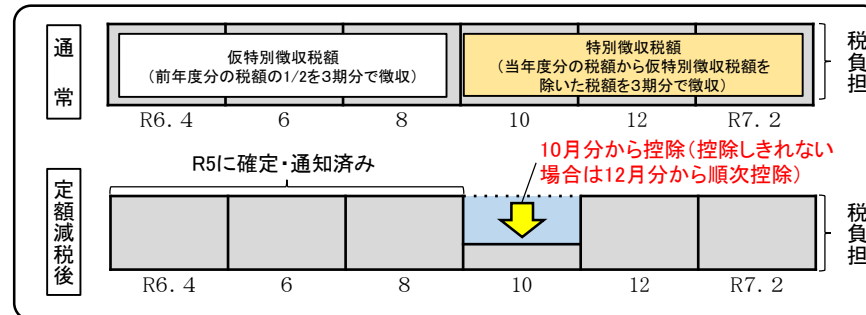 通常
仮特別徴収税額
（前年度分の税額の1/2を3期分で徴収）
特別徴収税額
（当年度分の税額から仮特別徴収税額を
除いた税額を3期分で徴収）
税負担
R6.4 6 8 10 12 R7.2
定額減税後
R5に確定・通知済み
10月分から控除（控除しきれない
場合は12月分から順次控除）
税負担
R6.4 6 8 10 12 R7.2